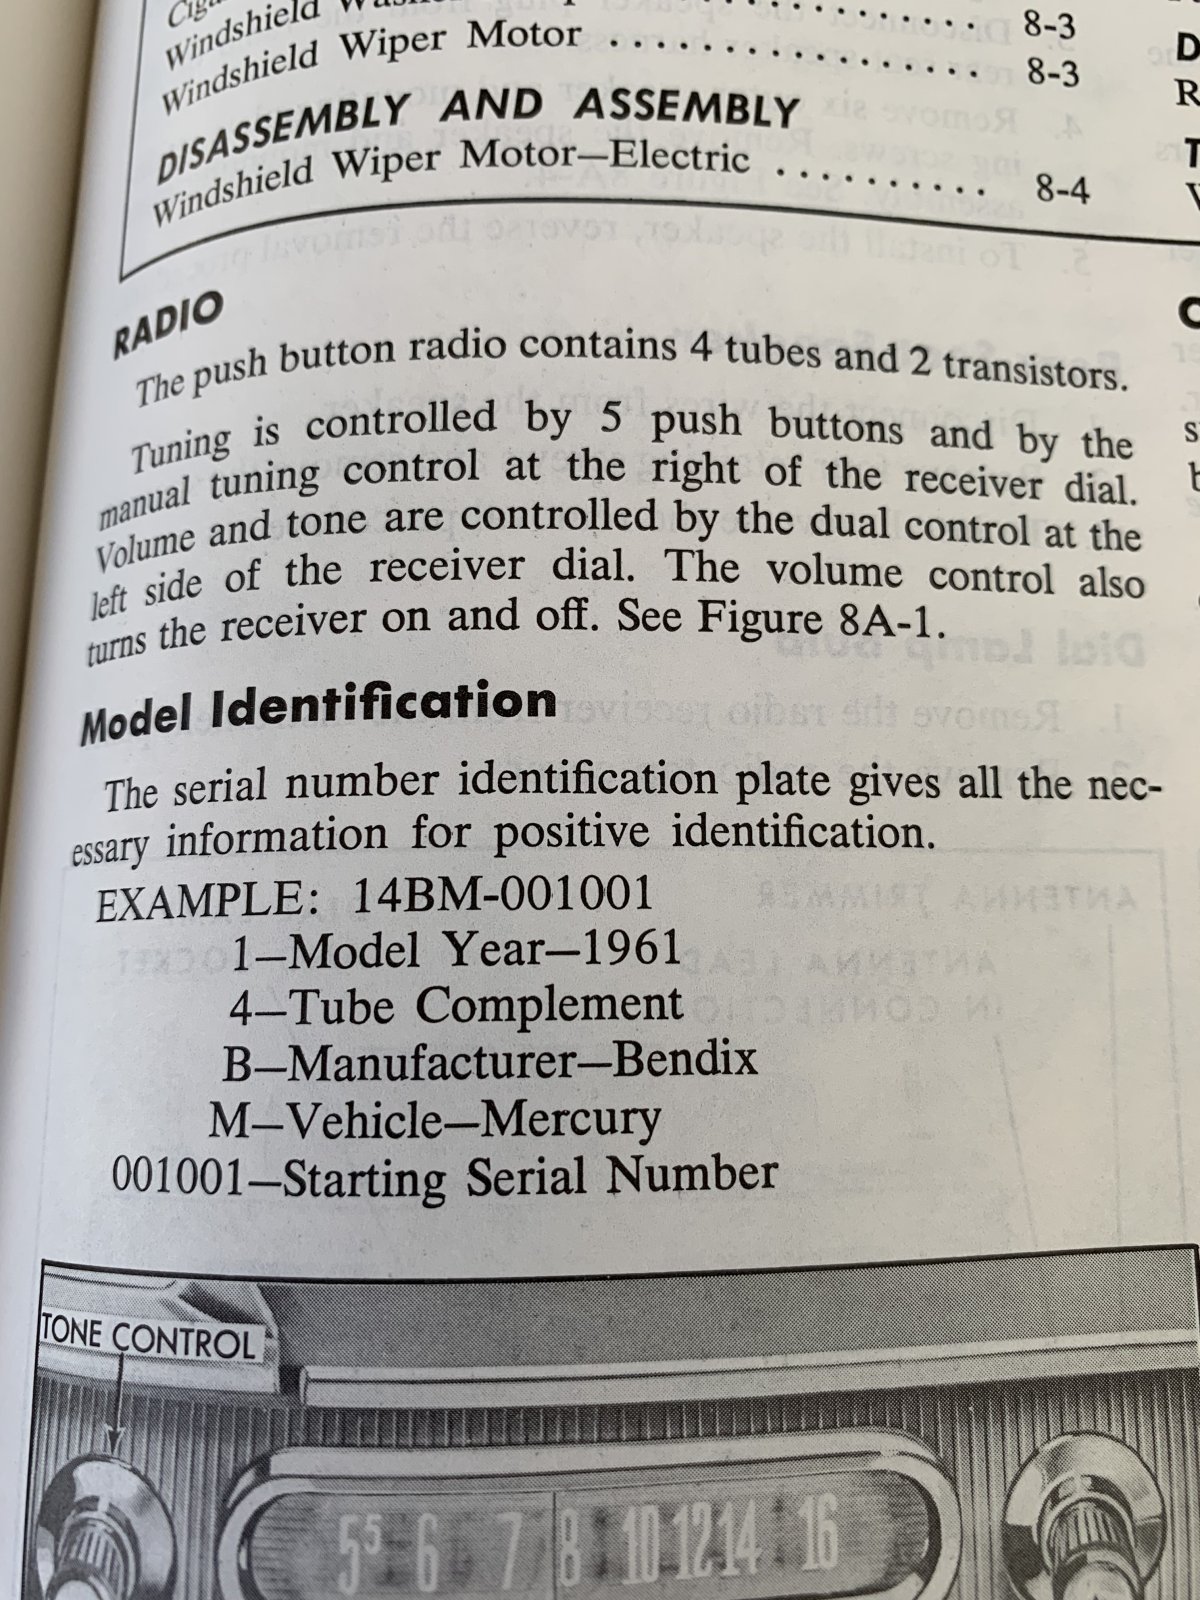 Windshield
8-3
Windshield Wiper Motor .................... 8-3
DISASSEMBLY AND ASSEMBLY
Windshield Wiper Motor—Electric .......... 8-4
RADIO
The push button radio contains 4 tubes and 2 transistors.
Tuning is controlled by 5 push buttons and by the
manual tuning control at the right of the receiver dial.
Volume and tone are controlled by the dual control at the
left side of the receiver dial. The volume control also
turns the receiver on and off. See Figure 8A-1.
Model Identification
The serial number identification plate gives all the nec-
essary information for positive identification.
EXAMPLE: 14BM-001001
1—Model Year—1961
4—Tube Complement
B—Manufacturer—Bendix
M—Vehicle—Mercury
001001—Starting Serial Number
TONE CONTROL
55 6 7 8 10 12 14 16